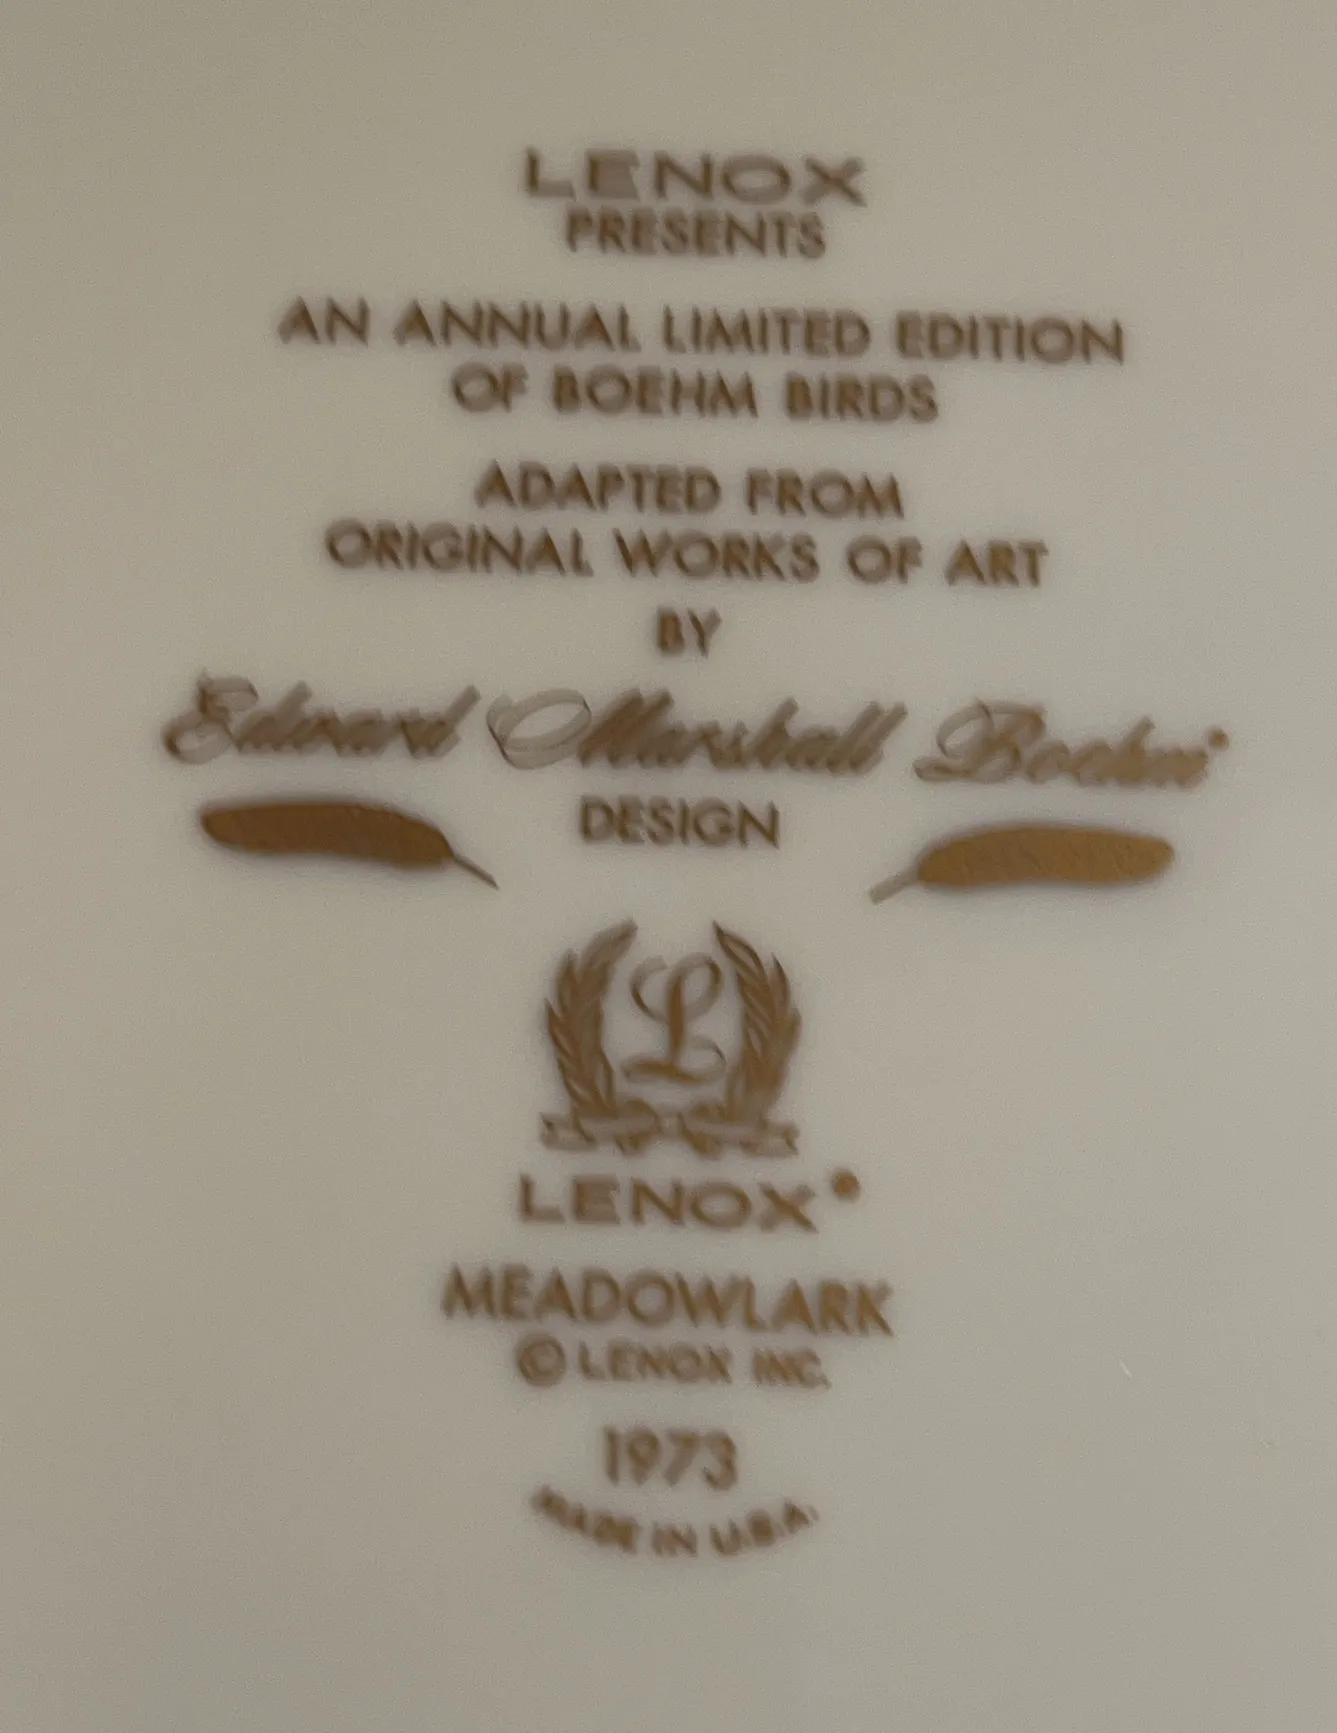 LENOX
PRESENTS
AN ANNUAL LIMITED EDITION
OF BOEHM BIRDS
ADAPTED FROM
ORIGINAL WORKS OF ART
BY
Edward Marshall Boehm®
DESIGN
L
LENOX®
MEADOWLARK
© LENOX INC.
1973
MADE IN U.S.A.